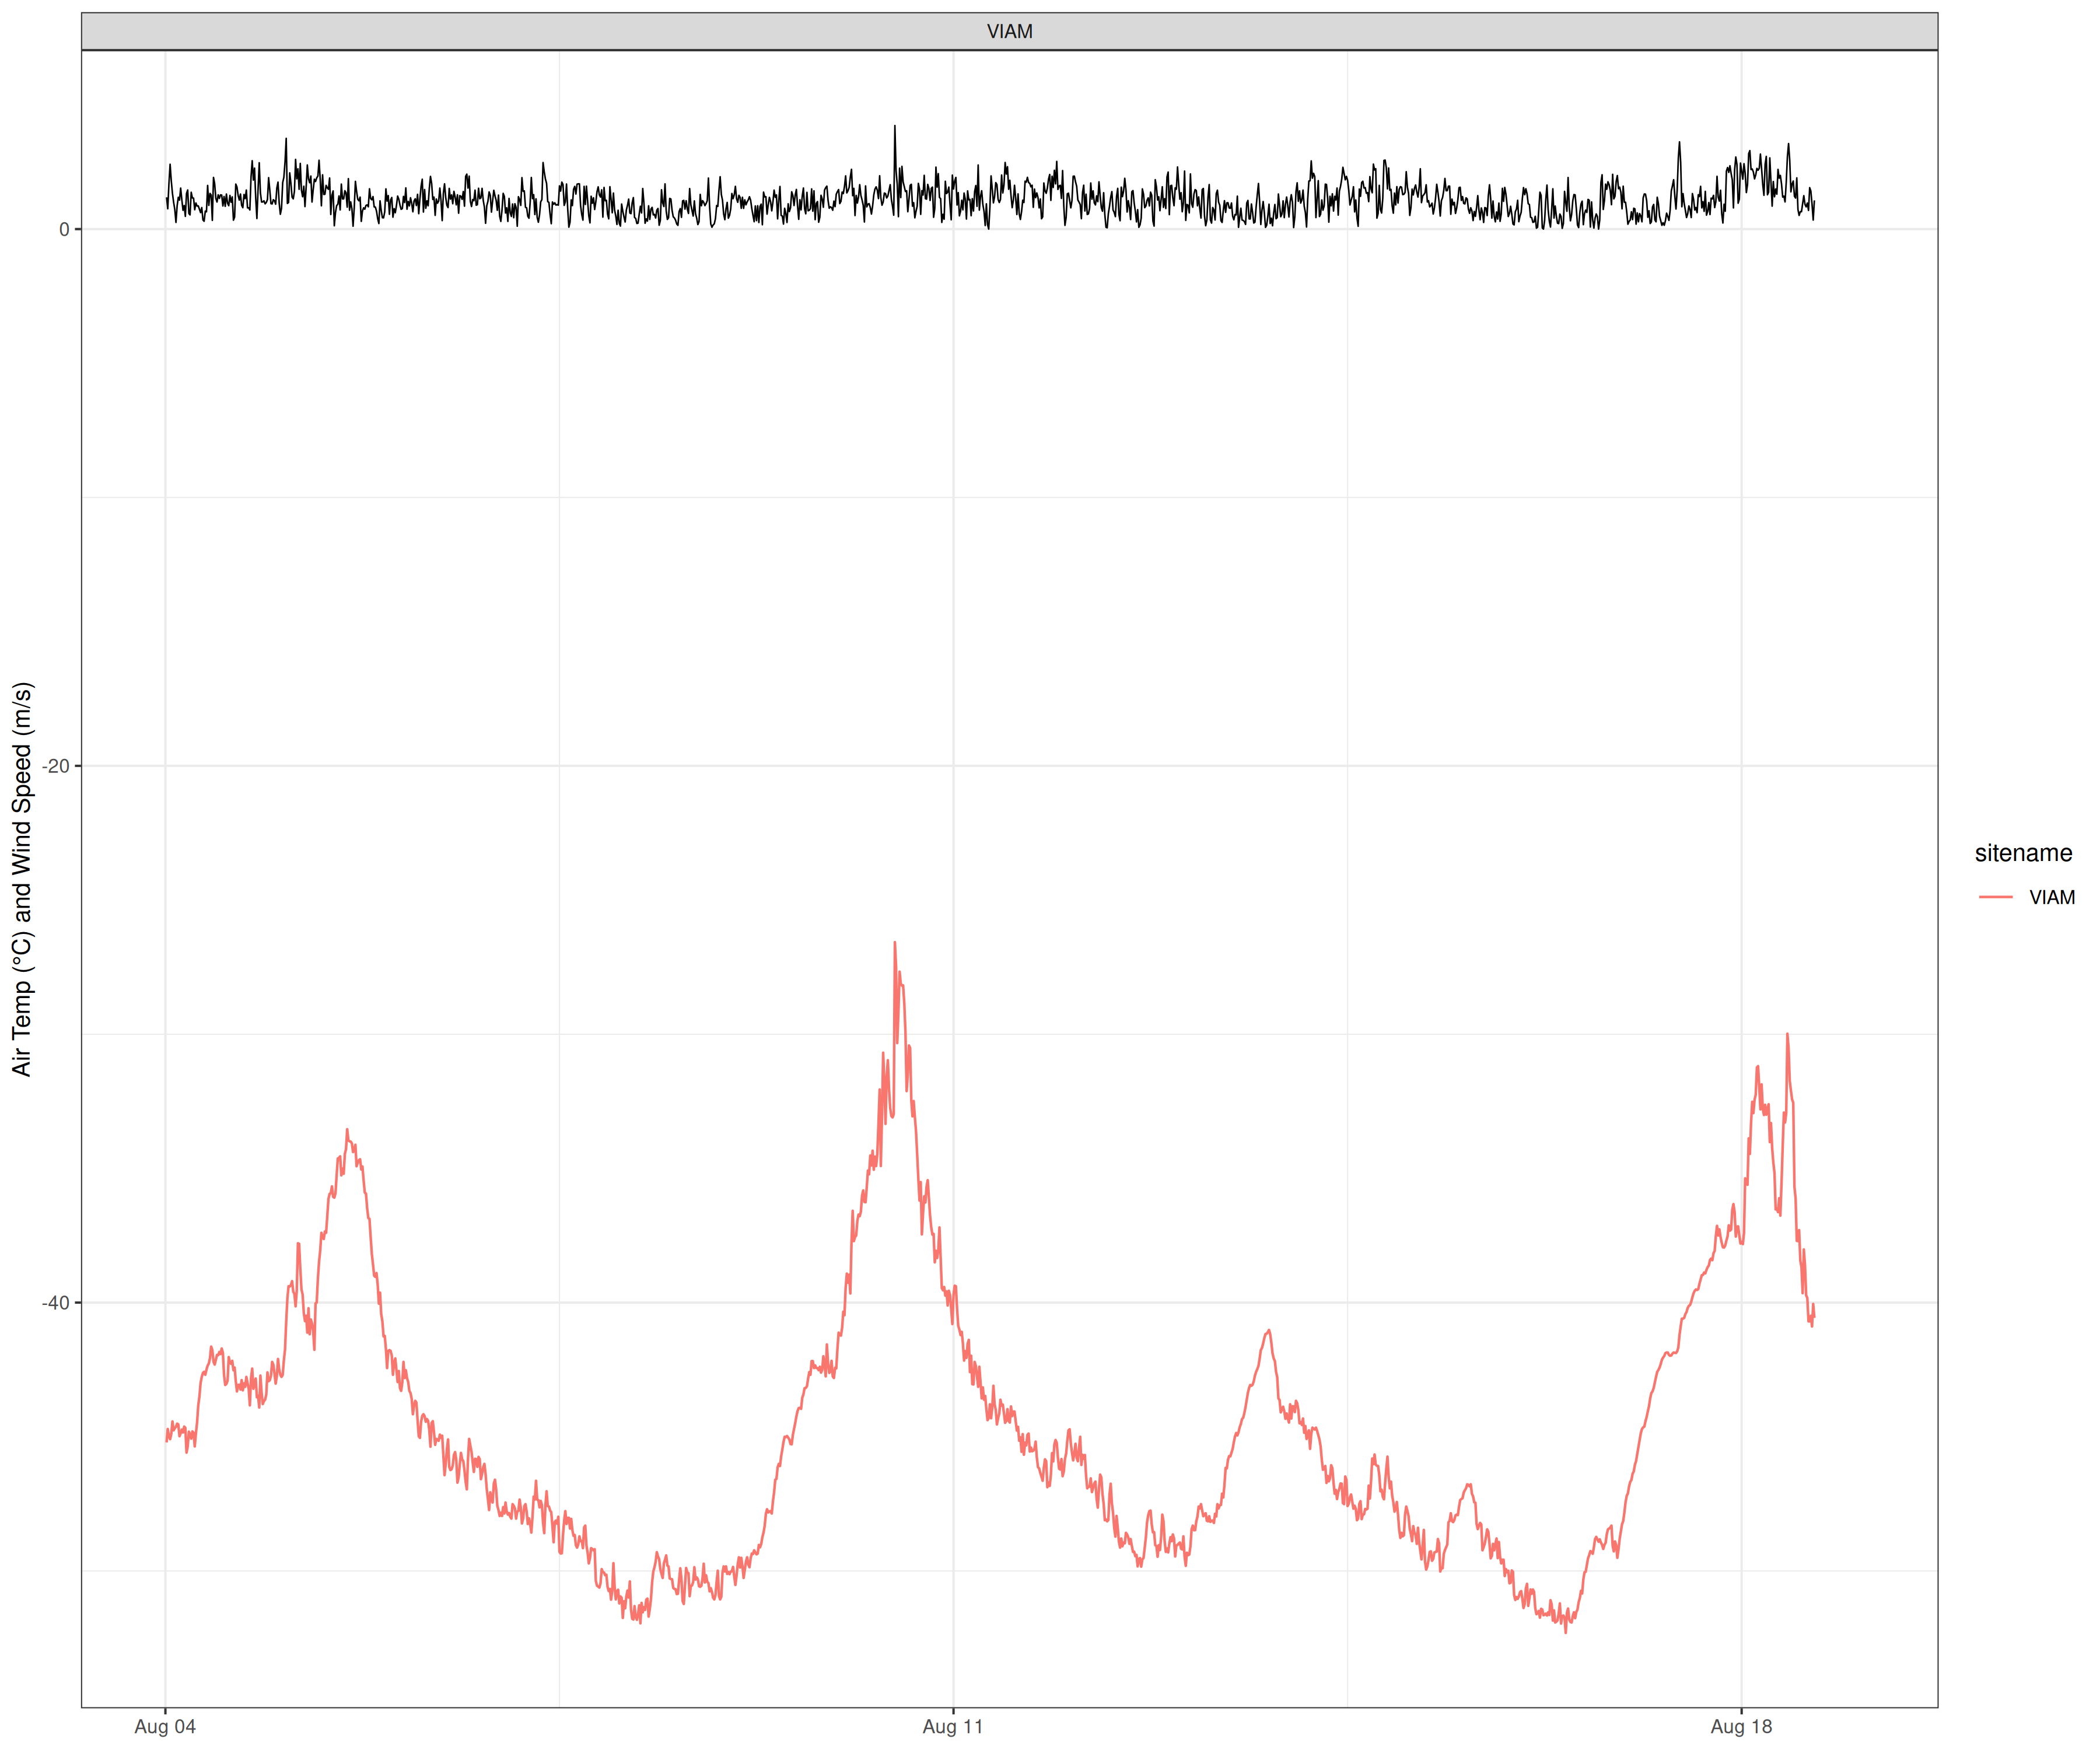 VIAM
0
-20
-40
Air Temp (°C) and Wind Speed (m/s)
Aug 04
Aug 11
Aug 18
sitename
VIAM